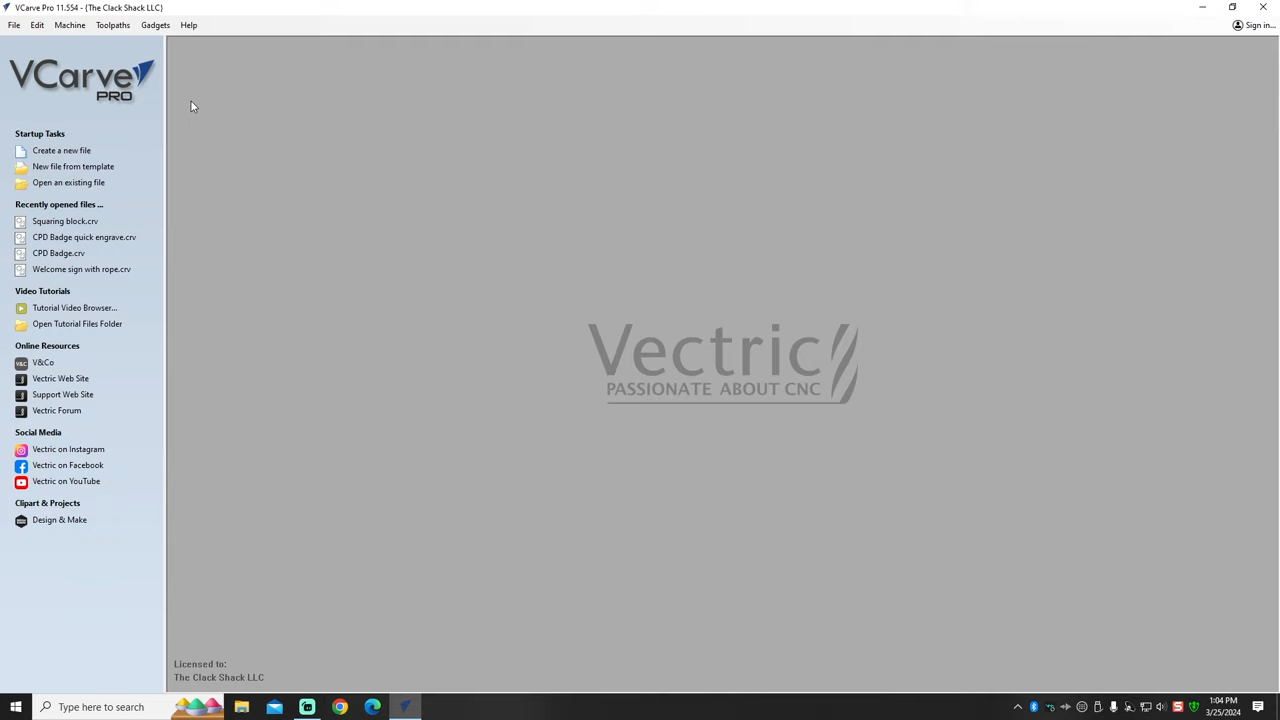 VCarve Pro 11.554 - {The Clack Shack LLC}
File Edit Machine Toolpaths Gadgets Help
Sign in...
VCarve
PRO
Startup Tasks
Create a new file
New file from template
Open an existing file
Recently opened files ...
Squaring block.crv
CPD Badge quick engrave.crv
CPD Badge.crv
Welcome sign with rope.crv
Video Tutorials
Tutorial Video Browser...
Open Tutorial Files Folder
Online Resources
V&C V&Co
Vectric Web Site
Support Web Site
Vectric Forum
Social Media
Vectric on Instagram
Vectric on Facebook
Vectric on YouTube
Clipart & Projects
Design & Make
Vectric
PASSIONATE ABOUT CNC
Licensed to:
The Clack Shack LLC
Type here to search
1:04 PM
3/25/2024